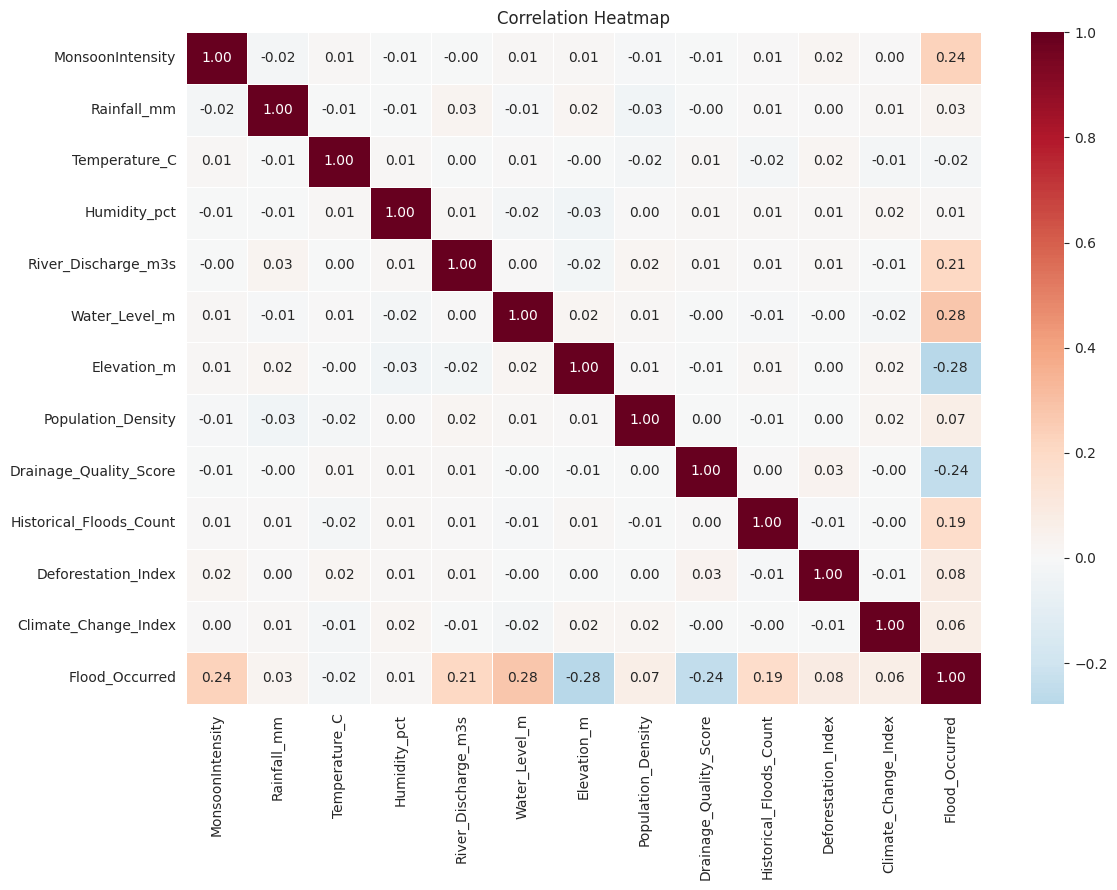 Correlation Heatmap
MonsoonIntensity 1.00 -0.02 0.01 -0.01 -0.00 0.01 0.01 -0.01 -0.01 0.01 0.02 0.00 0.24
Rainfall_mm -0.02 1.00 -0.01 -0.01 0.03 -0.01 0.02 -0.03 -0.00 0.01 0.00 0.01 0.03
Temperature_C 0.01 -0.01 1.00 0.01 0.00 0.01 -0.00 -0.02 0.01 -0.02 0.02 -0.01 -0.02
Humidity_pct -0.01 -0.01 0.01 1.00 0.01 -0.02 -0.03 0.00 0.01 0.01 0.01 0.02 0.01
River_Discharge_m3s -0.00 0.03 0.00 0.01 1.00 0.00 -0.02 0.02 0.01 0.01 0.01 -0.01 0.21
Water_Level_m 0.01 -0.01 0.01 -0.02 0.00 1.00 0.02 0.01 -0.00 -0.01 -0.00 -0.02 0.28
Elevation_m 0.01 0.02 -0.00 -0.03 -0.02 0.02 1.00 0.01 -0.01 0.01 0.00 0.02 -0.28
Population_Density -0.01 -0.03 -0.02 0.00 0.02 0.01 0.01 1.00 0.00 -0.01 0.00 0.02 0.07
Drainage_Quality_Score -0.01 -0.00 0.01 0.01 0.01 -0.00 -0.01 0.00 1.00 0.00 0.03 -0.00 -0.24
Historical_Floods_Count 0.01 0.01 -0.02 0.01 0.01 -0.01 0.01 -0.01 0.00 1.00 -0.01 -0.00 0.19
Deforestation_Index 0.02 0.00 0.02 0.01 0.01 -0.00 0.00 0.00 0.03 -0.01 1.00 -0.01 0.08
Climate_Change_Index 0.00 0.01 -0.01 0.02 -0.01 -0.02 0.02 0.02 -0.00 -0.00 -0.01 1.00 0.06
Flood_Occurred 0.24 0.03 -0.02 0.01 0.21 0.28 -0.28 0.07 -0.24 0.19 0.08 0.06 1.00
MonsoonIntensity
Rainfall_mm
Temperature_C
Humidity_pct
River_Discharge_m3s
Water_Level_m
Elevation_m
Population_Density
Drainage_Quality_Score
Historical_Floods_Count
Deforestation_Index
Climate_Change_Index
Flood_Occurred
1.0
0.8
0.6
0.4
0.2
0.0
−0.2